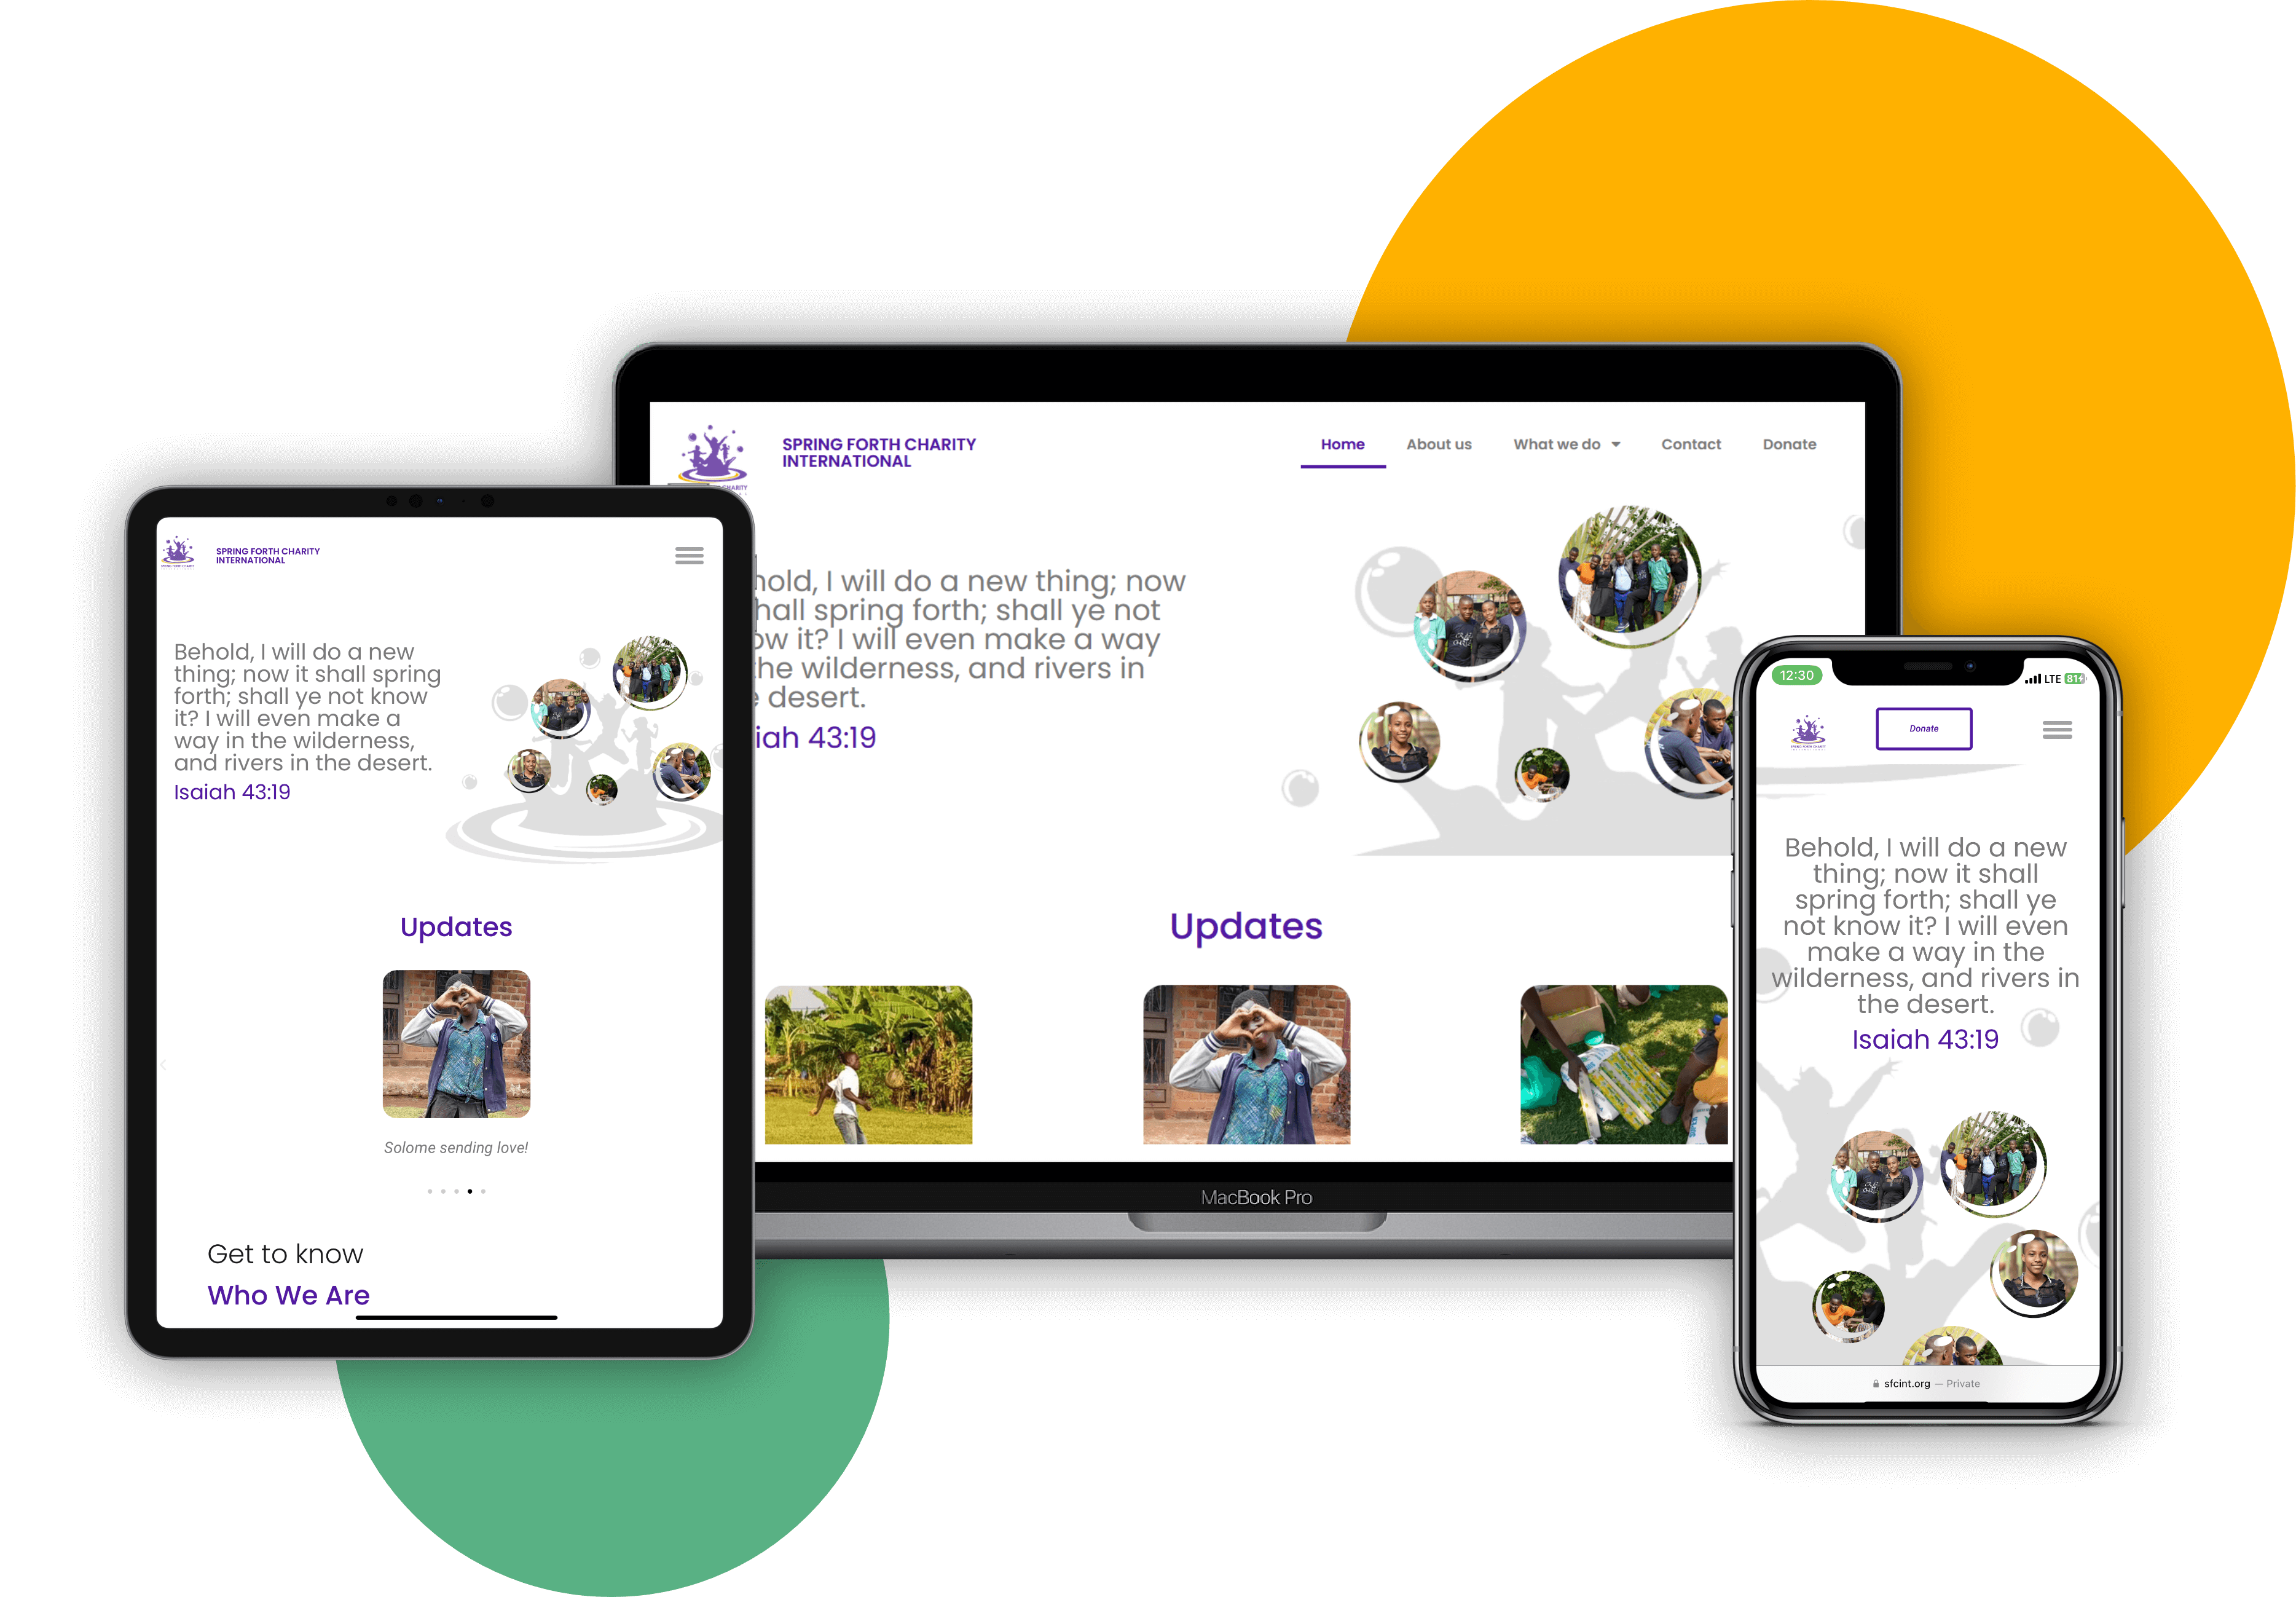 SPRING FORTH CHARITY
INTERNATIONAL
Home
About us
What we do
Contact
Donate
CHARITY
hold, I will do a new thing; now
hall spring forth; shall ye not
ow it? I will even make a way
he wilderness, and rivers in
desert.
iah 43:19
Updates
MacBook Pro
SPRING FORTH CHARITY
SPRING FORTH CHARITY
INTERNATIONAL
Behold, I will do a new
thing; now it shall spring
forth; shall ye not know
it? I will even make a
way in the wilderness,
and rivers in the desert.
Isaiah 43:19
Updates
Solome sending love!
Get to know
Who We Are
12:30
LTE 81
Donate
Behold, I will do a new
thing; now it shall
spring forth; shall ye
not know it? I will even
make a way in the
wilderness, and rivers in
the desert.
Isaiah 43:19
sfcint.org — Private